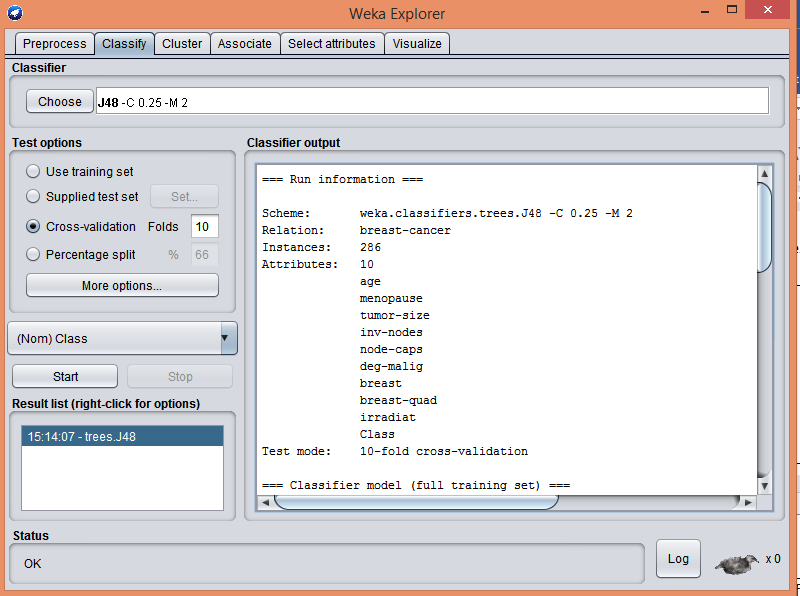 Weka Explorer
Preprocess Classify Cluster Associate Select attributes Visualize
Classifier
Choose J48 -C 0.25 -M 2
Test options
Use training set
Supplied test set Set...
Cross-validation Folds 10
Percentage split % 66
More options...
(Nom) Class
Start Stop
Result list (right-click for options)
15:14:07 - trees.J48
Classifier output
=== Run information ===
Scheme: weka.classifiers.trees.J48 -C 0.25 -M 2
Relation: breast-cancer
Instances: 286
Attributes: 10
age
menopause
tumor-size
inv-nodes
node-caps
deg-malig
breast
breast-quad
irradiat
Class
Test mode: 10-fold cross-validation
=== Classifier model (full training set) ===
Status
OK
Log x 0